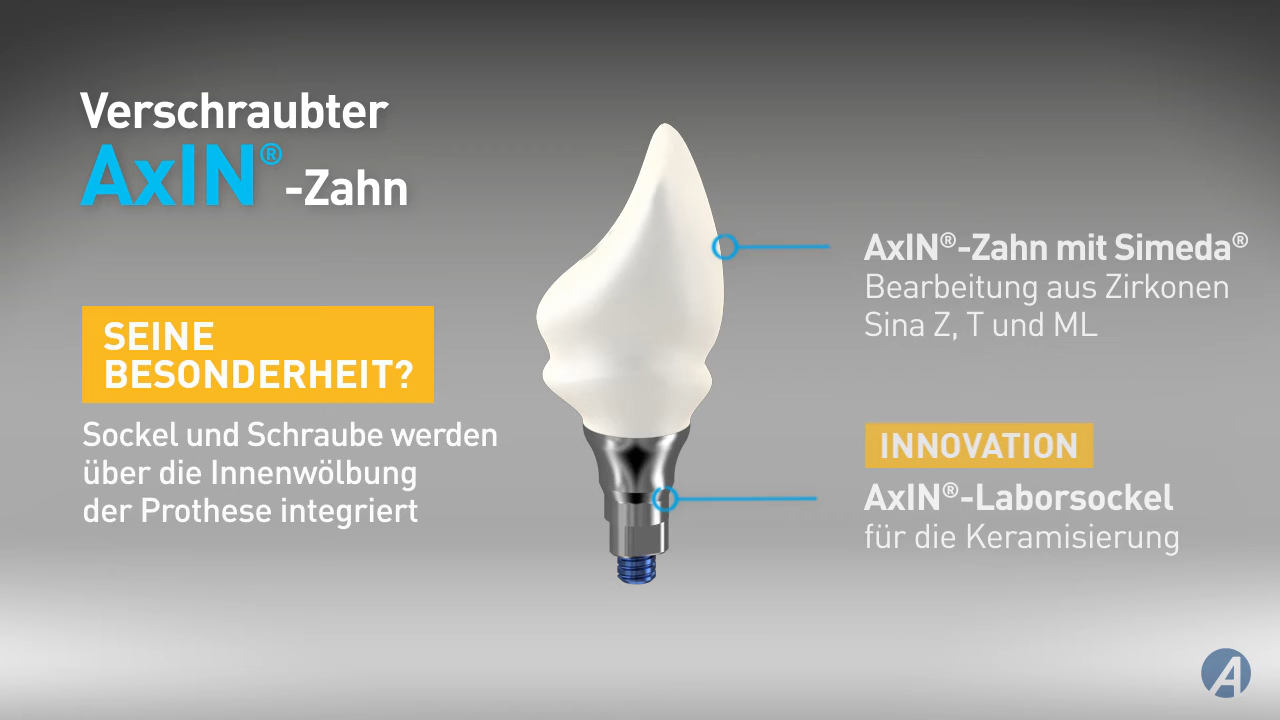 Verschraubter
AxIN®-Zahn
SEINE
BESONDERHEIT?
Sockel und Schraube werden
über die Innenwölbung
der Prothese integriert
AxIN®-Zahn mit Simeda®
Bearbeitung aus Zirkonen
Sina Z, T und ML
INNOVATION
AxIN®-Laborsockel
für die Keramisierung
A